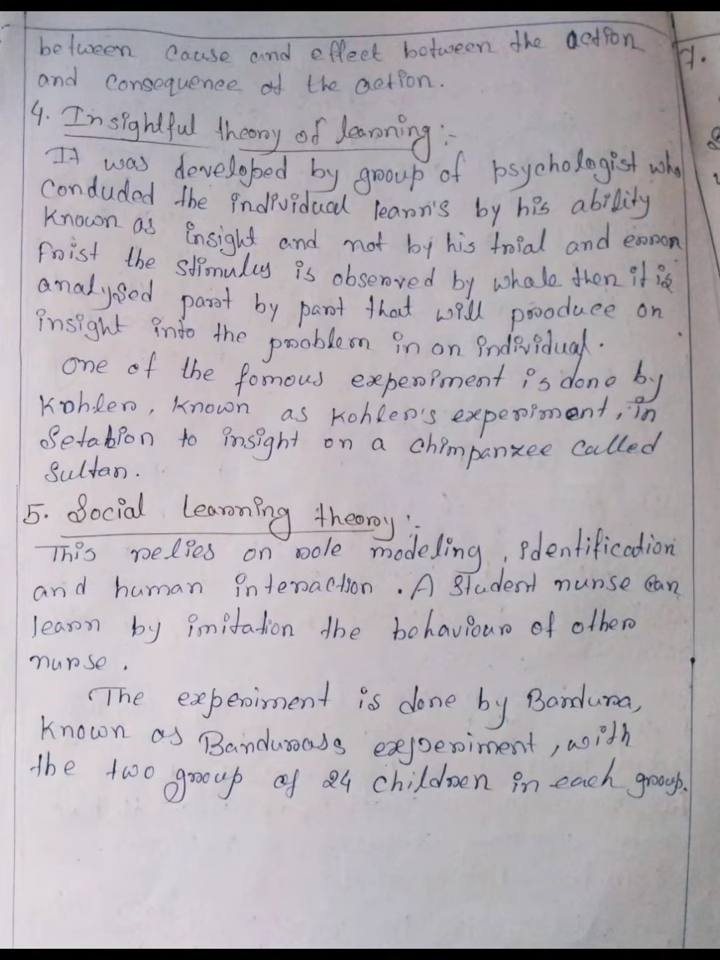 between cause and effect between the action
and consequence of the action.
4. Insightful theory of learning:-
It was developed by group of psychologist who
conduded the individual learn's by his ability
known as insight and not by his trial and error
Frist the stimulus is observed by whole then it is
analysed part by part that will produce on
insight into the problem in on individual.
One of the fomous experiment is done by
Kohler, known as Kohler's experiment, in
Setabion to insight on a chimpanzee called
Sultan.
5. Social Learning theory:-
This relies on role modeling, identification
and human interaction. A student nurse can
learn by imitation the behaviour of other
nurse.
The experiment is done by Bandura,
known as Banduras's experiment, with
the two group of 24 children in each group.
7.